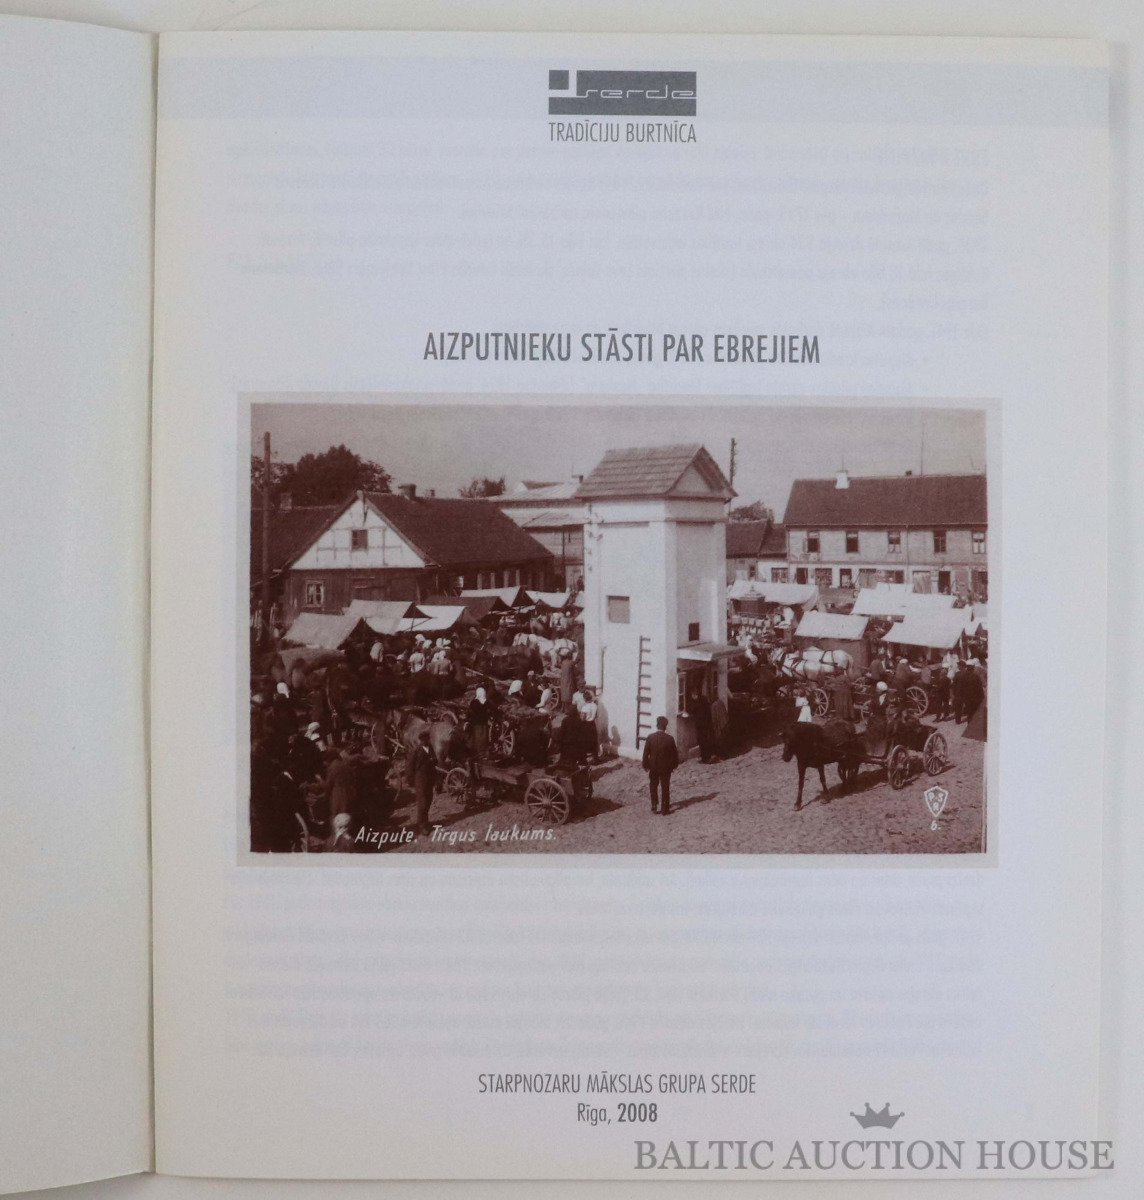 serde
TRADĪCIJU BURTNĪCA
AIZPUTNIEKU STĀSTI PAR EBREJIEM
Aizpute. Tirgus laukums.
P.S
R
6.
STARPNOZARU MĀKSLAS GRUPA SERDE
Rīga, 2008
BALTIC AUCTION HOUSE